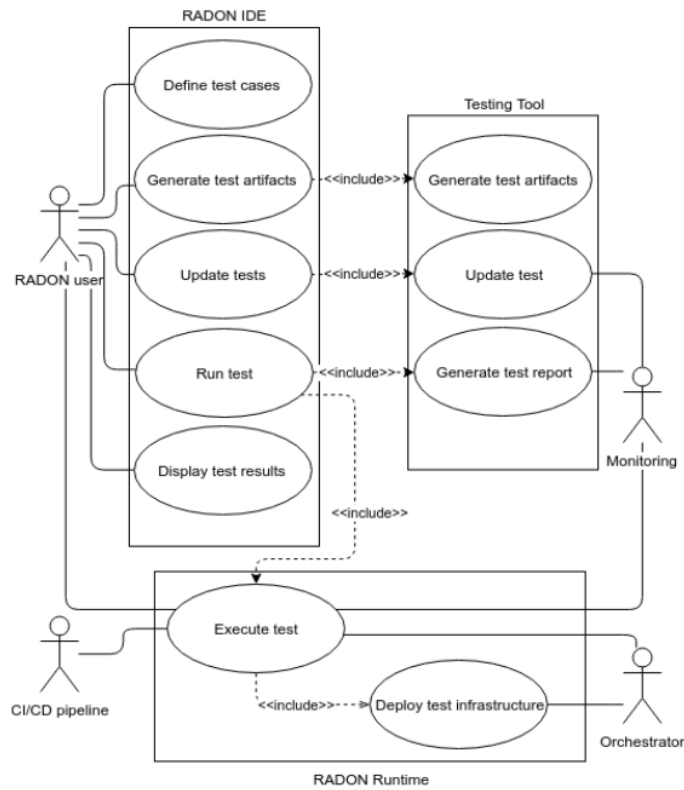 RADON IDE
Define test cases
Testing Tool
Generate test artifacts
<<include>>
Generate test artifacts
RADON user
Update tests
<<include>>
Update test
Run test
<<include>>
Generate test report
Monitoring
Display test results
<<include>>
Execute test
CI/CD pipeline
<<include>>
Deploy test infrastructure
Orchestrator
RADON Runtime